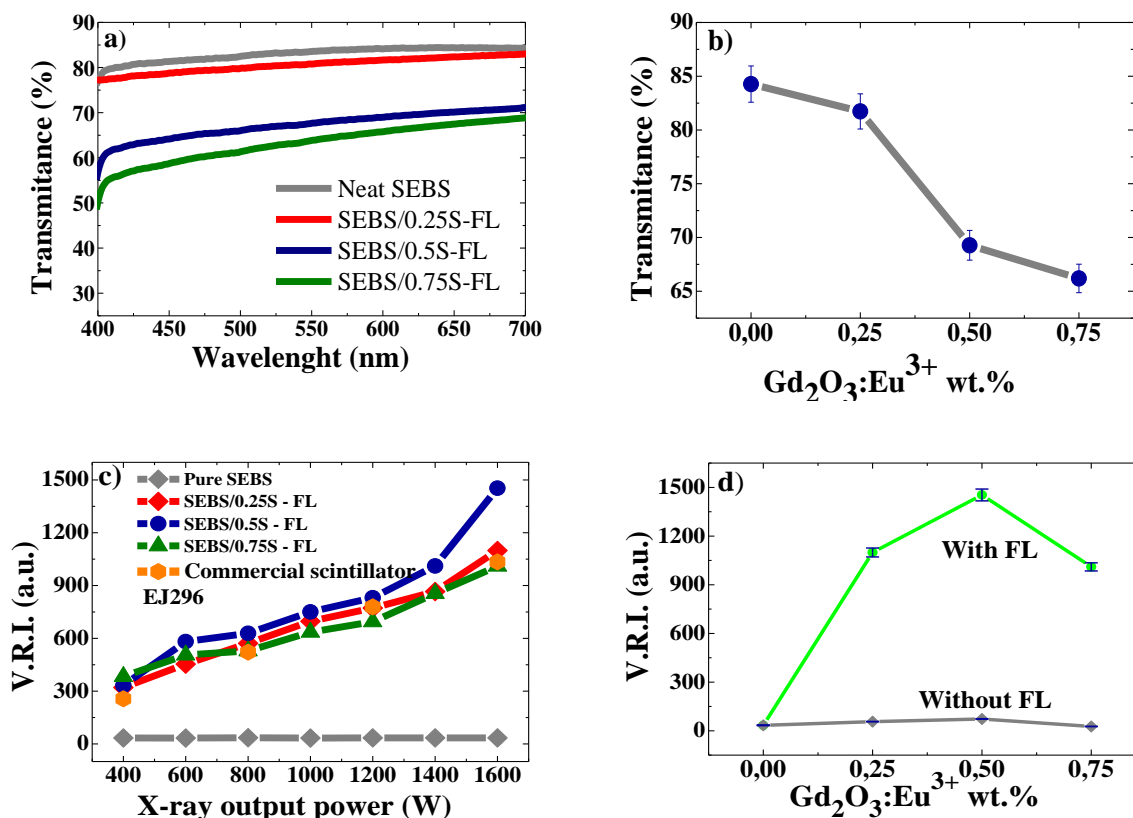 a)
90
80
70
60
50
40
30
400 450 500 550 600 650 700
Transmitance (%)
Wavelenght (nm)
Neat SEBS
SEBS/0.25S-FL
SEBS/0.5S-FL
SEBS/0.75S-FL
b)
90
85
80
75
70
65
0,00 0,25 0,50 0,75
Transmitance (%)
Gd2O3:Eu3+ wt.%
c)
1500
1200
900
600
300
0
400 600 800 1000 1200 1400 1600
V.R.I. (a.u.)
X-ray output power (W)
Pure SEBS
SEBS/0.25S - FL
SEBS/0.5S - FL
SEBS/0.75S - FL
Commercial scintillator
EJ296
d)
1500
1200
900
600
300
0
0,00 0,25 0,50 0,75
V.R.I. (a.u.)
With FL
Without FL
Gd2O3:Eu3+ wt.%